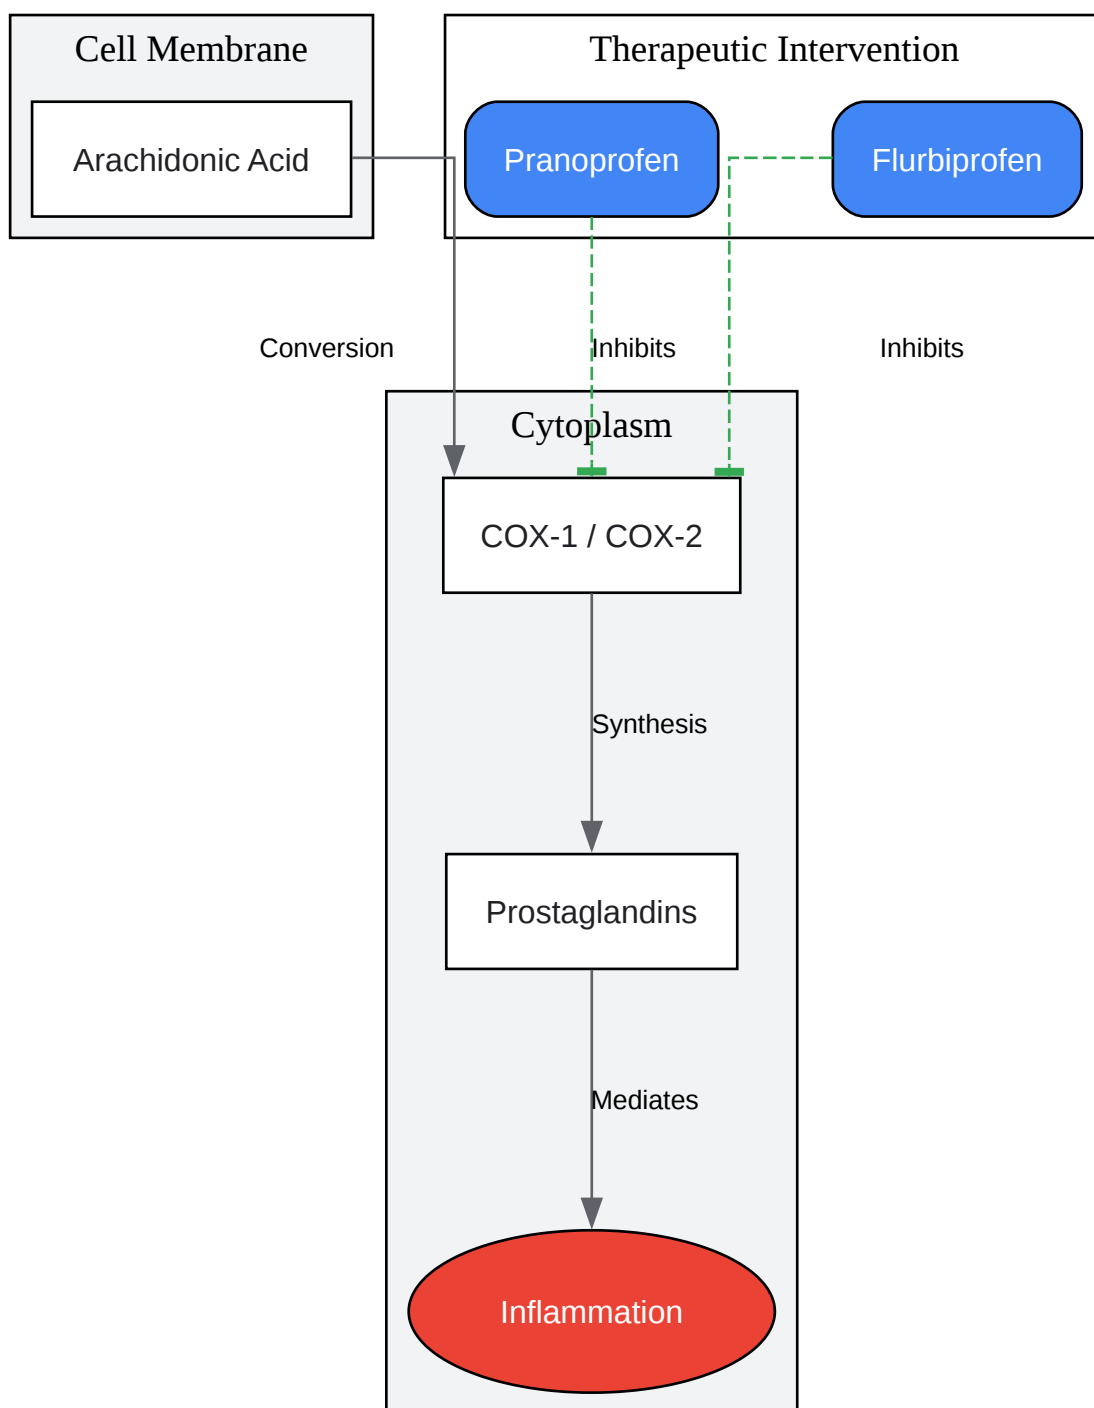 Cell Membrane
Therapeutic Intervention
Arachidonic Acid
Pranoprofen
Flurbiprofen
Conversion
Inhibits
Inhibits
Cytoplasm
COX-1 / COX-2
Synthesis
Prostaglandins
Mediates
Inflammation